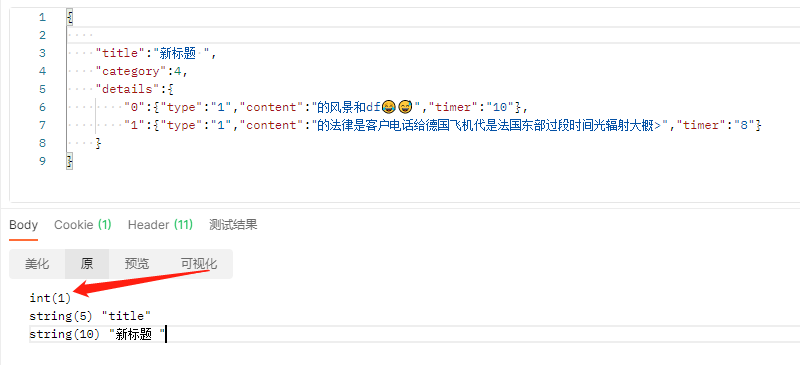 1 {
2
3 "title":"新标题 ",
4 "category":4,
5 "details":{
6 "0":{"type":"1","content":"的风景和df😂😅","timer":"10"},
7 "1":{"type":"1","content":"的法律是客户电话给德国飞机代是法国东部过段时间光辐射大概>","timer":"8"}
8 }
9 }
Body Cookie (1) Header (11) 测试结果
美化 原 预览 可视化
int(1)
string(5) "title"
string(10) "新标题 "